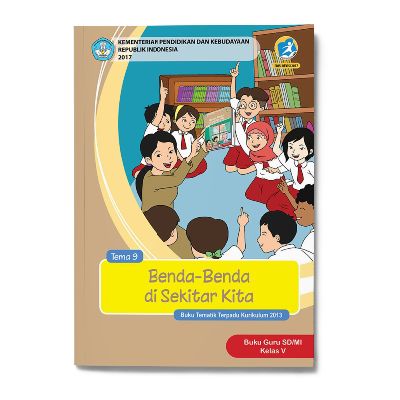 KEMENTERIAN PENDIDIKAN DAN KEBUDAYAAN
REPUBLIK INDONESIA
2017
Tema 9
Benda-Benda
di Sekitar Kita
Buku Tematik Terpadu Kurikulum 2013
Buku Guru SD/MI
Kelas V